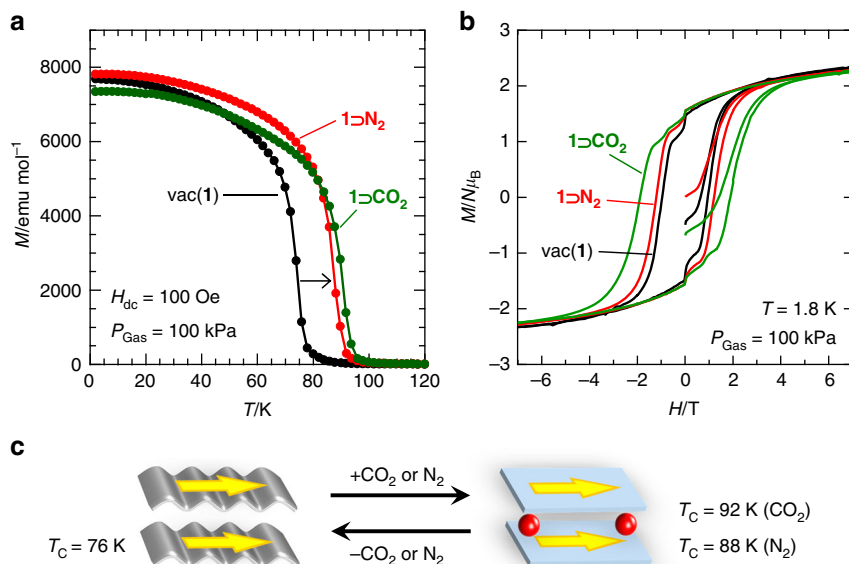 a
M/emu mol⁻¹
8000
6000
4000
2000
0
0 20 40 60 80 100 120
T/K
1⊃N₂
1⊃CO₂
vac(1)
H_dc = 100 Oe
P_Gas = 100 kPa
b
M/Nμ_B
3
2
1
0
−1
−2
−3
−6 −4 −2 0 2 4 6
H/T
1⊃CO₂
1⊃N₂
vac(1)
T = 1.8 K
P_Gas = 100 kPa
c
T_C = 76 K
+CO₂ or N₂
−CO₂ or N₂
T_C = 92 K (CO₂)
T_C = 88 K (N₂)